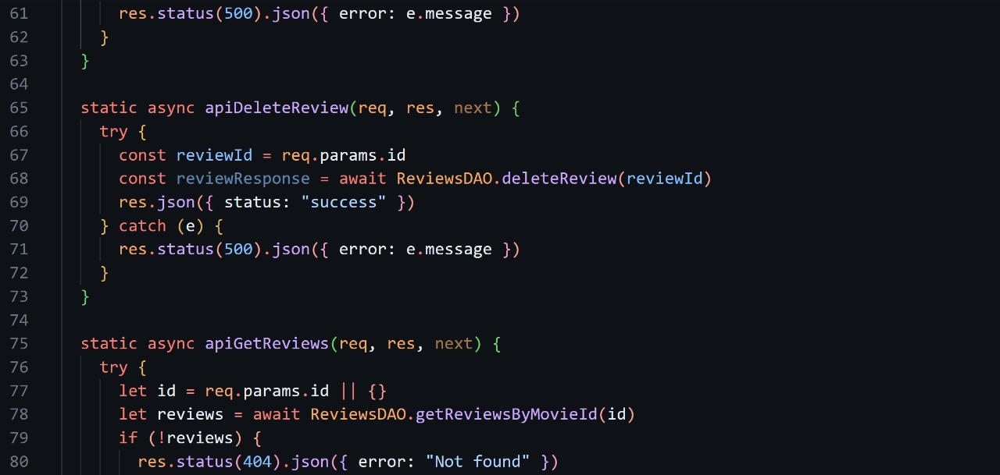 61 res.status(500).json({ error: e.message })
62 }
63 }
64
65 static async apiDeleteReview(req, res, next) {
66 try {
67 const reviewId = req.params.id
68 const reviewResponse = await ReviewsDAO.deleteReview(reviewId)
69 res.json({ status: "success" })
70 } catch (e) {
71 res.status(500).json({ error: e.message })
72 }
73 }
74
75 static async apiGetReviews(req, res, next) {
76 try {
77 let id = req.params.id || {}
78 let reviews = await ReviewsDAO.getReviewsByMovieId(id)
79 if (!reviews) {
80 res.status(404).json({ error: "Not found" })